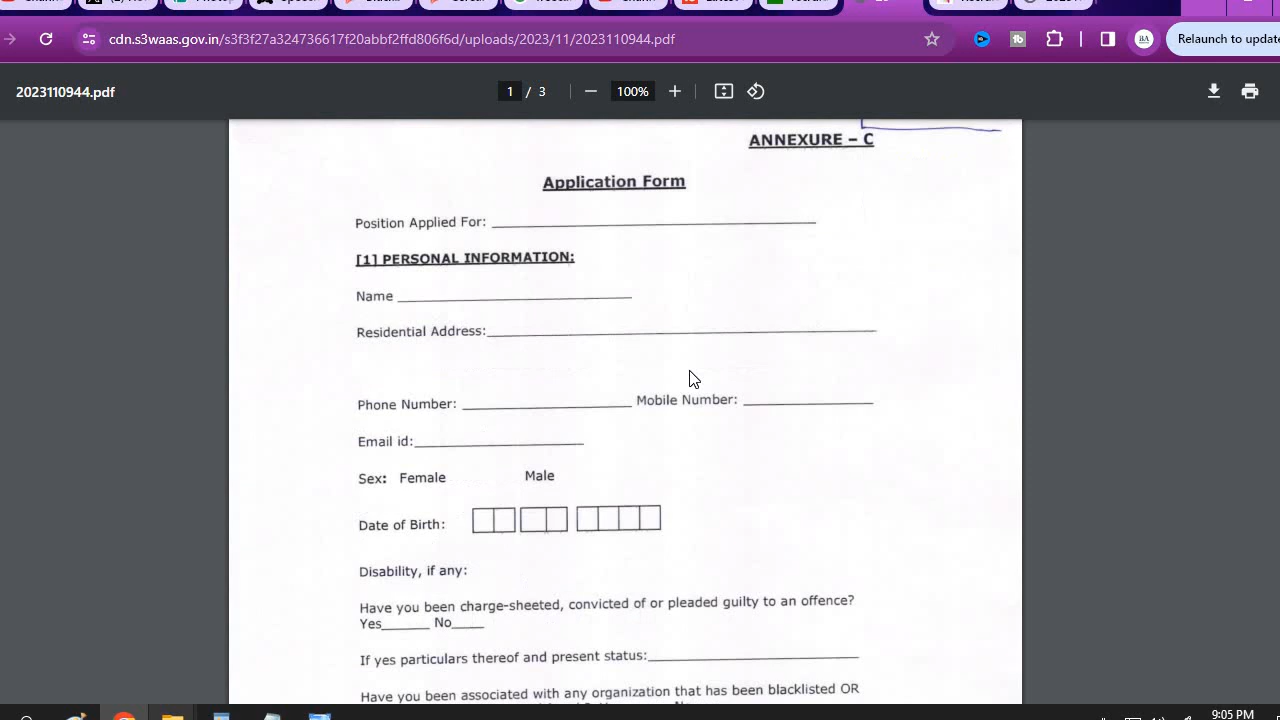 cdn.s3waas.gov.in/s3f3f27a324736617f20abbf2ffd806f6d/uploads/2023/11/2023110944.pdf
BA
Relaunch to update
2023110944.pdf
1 / 3
100%
ANNEXURE – C
Application Form
Position Applied For:
[1] PERSONAL INFORMATION:
Name
Residential Address:
Phone Number: Mobile Number:
Email id:
Sex: Female Male
Date of Birth:
Disability, if any:
Have you been charge-sheeted, convicted of or pleaded guilty to an offence?
Yes______ No____
If yes particulars thereof and present status:
Have you been associated with any organization that has been blacklisted OR
9:05 PM